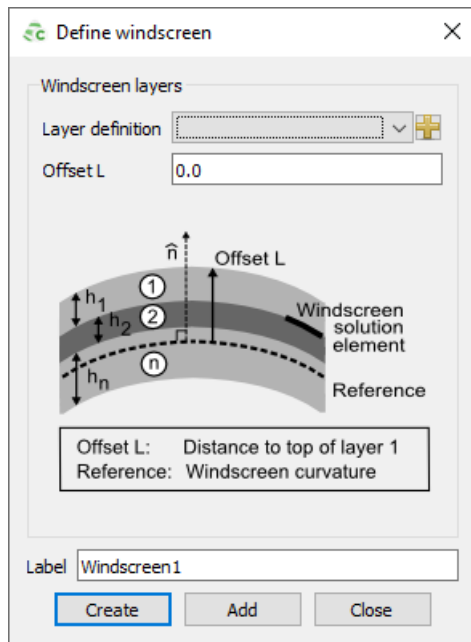 Define windscreen
Windscreen layers
Layer definition
Offset L 0.0
n̂
Offset L
1
h1
2
h2
Windscreen
solution
element
n
hn
Reference
Offset L: Distance to top of layer 1
Reference: Windscreen curvature
Label Windscreen1
Create Add Close